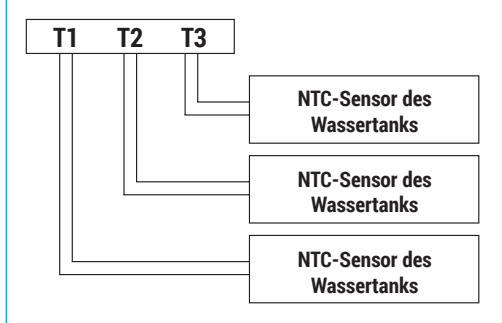 T1 T2 T3
NTC-Sensor des
Wassertanks
NTC-Sensor des
Wassertanks
NTC-Sensor des
Wassertanks